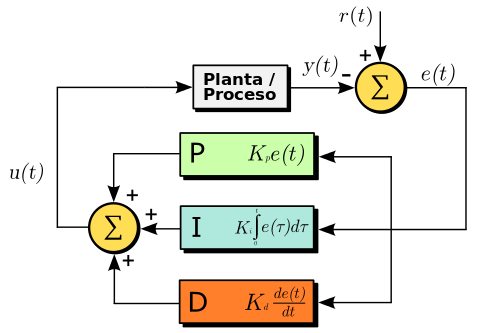 r(t)
+
y(t)
-
Σ
e(t)
Planta /
Proceso
P K_p e(t)
u(t)
+
Σ
+
I K_i ∫_0^t e(τ)dτ
+
D K_d de(t)/dt